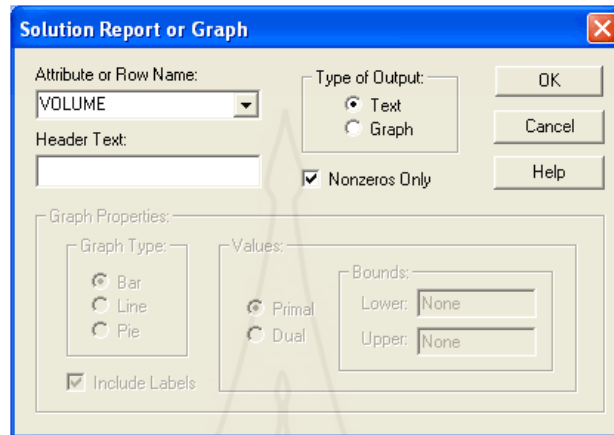 Solution Report or Graph
Attribute or Row Name:
VOLUME
Header Text:
Type of Output:
Text
Graph
Nonzeros Only
OK
Cancel
Help
Graph Properties:
Graph Type:
Bar
Line
Pie
Include Labels
Values:
Primal
Dual
Bounds:
Lower: None
Upper: None